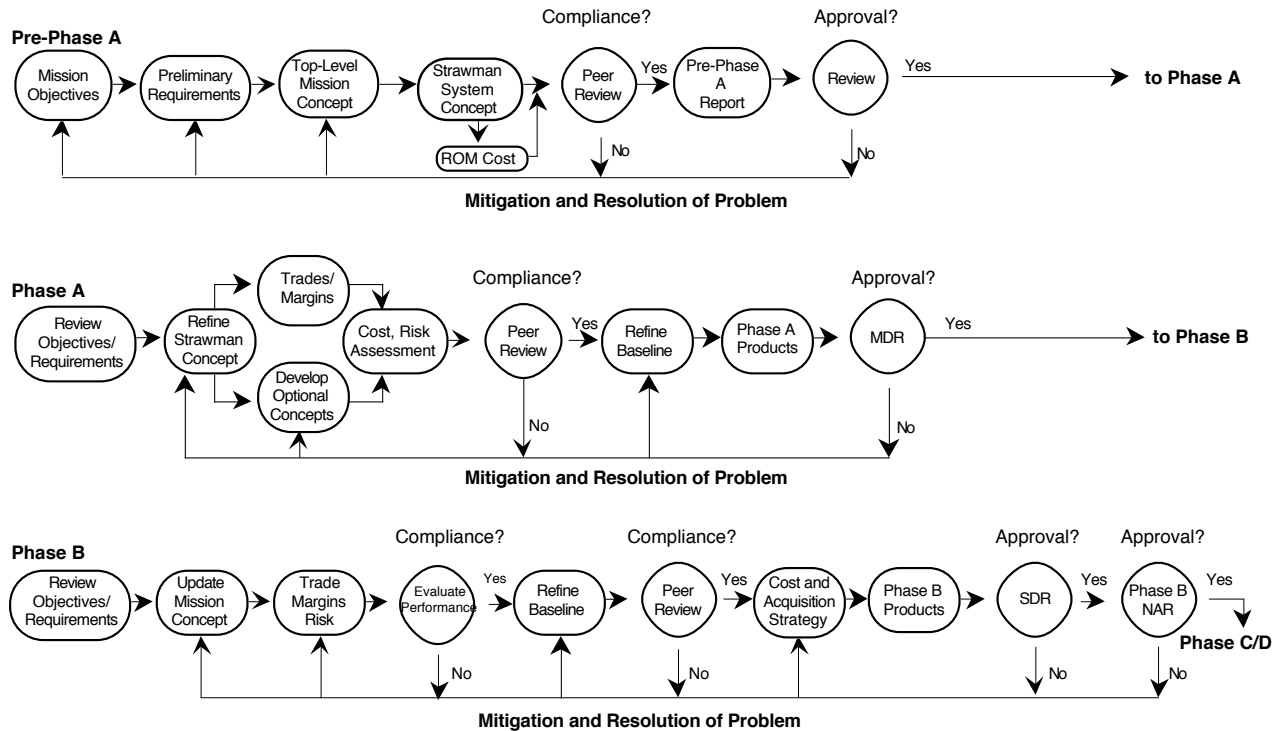 Compliance?
Approval?
Pre-Phase A
Mission
Objectives
Preliminary
Requirements
Top-Level
Mission
Concept
Strawman
System
Concept
ROM Cost
Peer
Review
Yes
No
Pre-Phase
A
Report
Review
Yes
No
to Phase A
Mitigation and Resolution of Problem
Compliance?
Approval?
Phase A
Review
Objectives/
Requirements
Refine
Strawman
Concept
Trades/
Margins
Develop
Optional
Concepts
Cost, Risk
Assessment
Peer
Review
Yes
No
Refine
Baseline
Phase A
Products
MDR
Yes
No
to Phase B
Mitigation and Resolution of Problem
Compliance?
Compliance?
Approval?
Approval?
Phase B
Review
Objectives/
Requirements
Update
Mission
Concept
Trade
Margins
Risk
Evaluate
Performance
Yes
No
Refine
Baseline
Peer
Review
Yes
No
Cost and
Acquisition
Strategy
Phase B
Products
SDR
Yes
No
Phase B
NAR
Yes
No
Phase C/D
Mitigation and Resolution of Problem